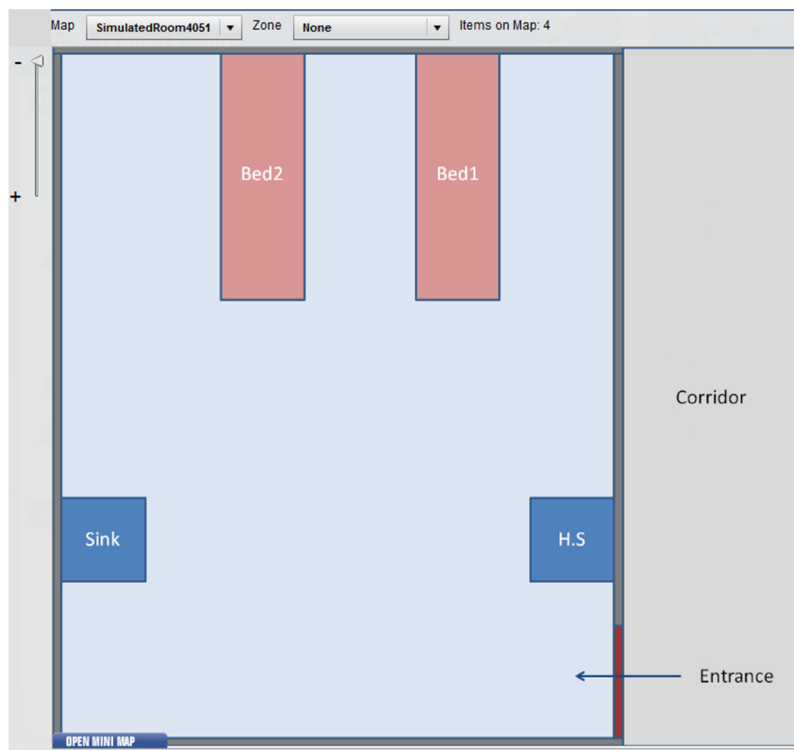 Map SimulatedRoom4051 Zone None Items on Map: 4
-
+
Bed2 Bed1
Corridor
Sink H.S
Entrance
OPEN MINI MAP